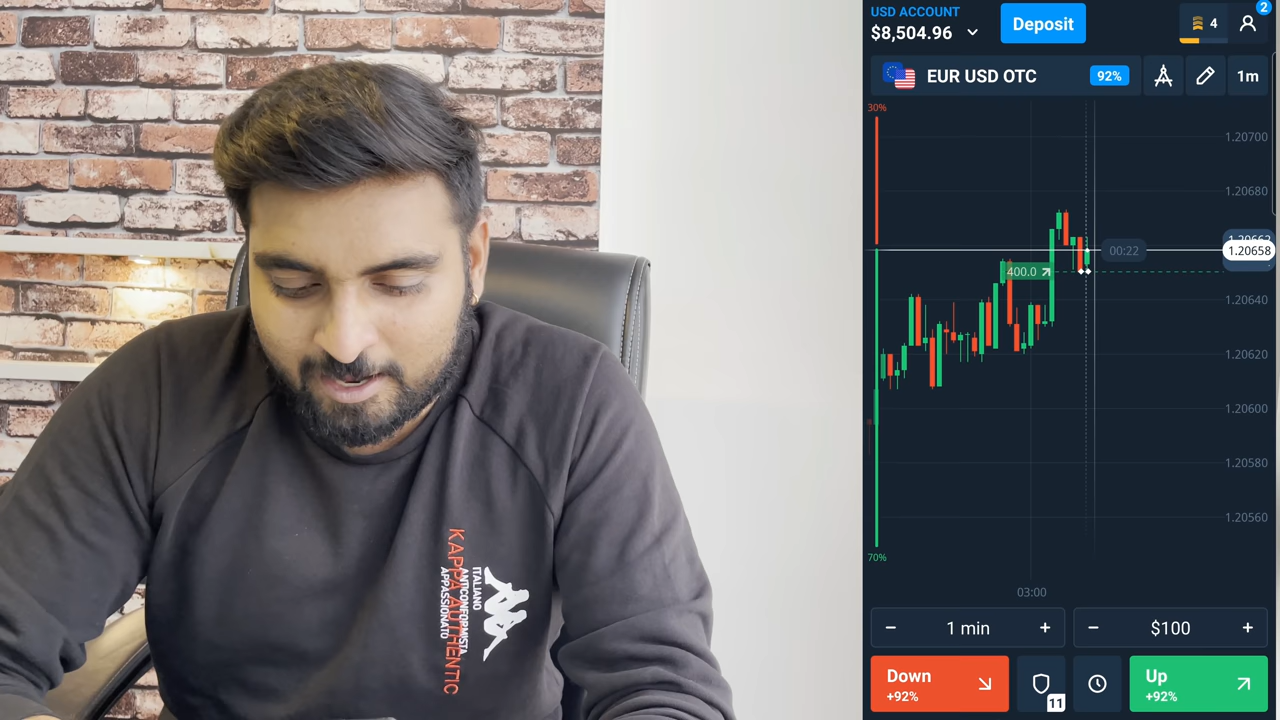 USD ACCOUNT
$8,504.96
Deposit
4
2
EUR USD OTC
92%
1m
30%
1.20700
1.20680
1.20662
1.20658
00:22
400.0
1.20640
1.20620
1.20600
1.20580
1.20560
70%
03:00
− 1 min +
− $100 +
Down
+92%
11
Up
+92%
KAPPA AUTHENTIC
ITALIANO
ANTICONFORMISTA
APPASSIONATO